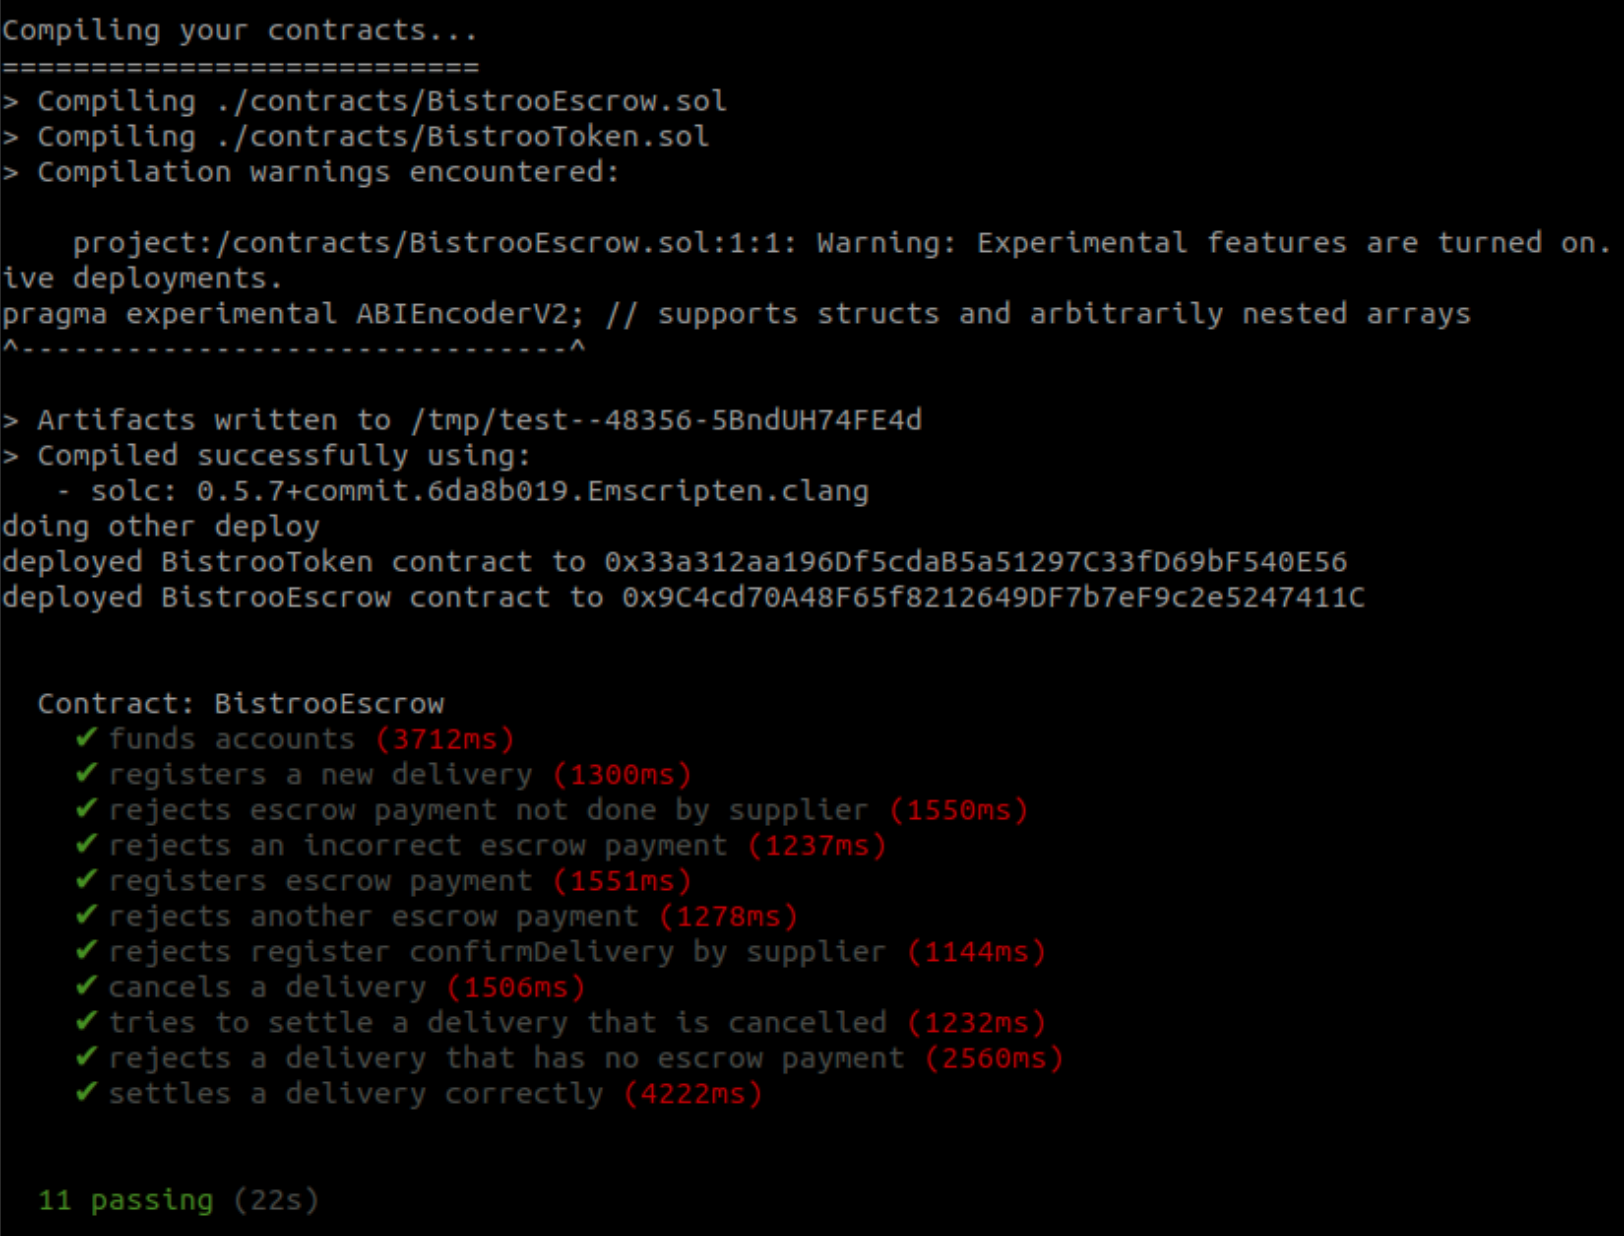 Compiling your contracts...
===========================
> Compiling ./contracts/BistrooEscrow.sol
> Compiling ./contracts/BistrooToken.sol
> Compilation warnings encountered:
project:/contracts/BistrooEscrow.sol:1:1: Warning: Experimental features are turned on.
ive deployments.
pragma experimental ABIEncoderV2; // supports structs and arbitrarily nested arrays
^-------------------------------^
> Artifacts written to /tmp/test--48356-5BndUH74FE4d
> Compiled successfully using:
- solc: 0.5.7+commit.6da8b019.Emscripten.clang
doing other deploy
deployed BistrooToken contract to 0x33a312aa196Df5cdaB5a51297C33fD69bF540E56
deployed BistrooEscrow contract to 0x9C4cd70A48F65f8212649DF7b7eF9c2e5247411C
Contract: BistrooEscrow
✔ funds accounts (3712ms)
✔ registers a new delivery (1300ms)
✔ rejects escrow payment not done by supplier (1550ms)
✔ rejects an incorrect escrow payment (1237ms)
✔ registers escrow payment (1551ms)
✔ rejects another escrow payment (1278ms)
✔ rejects register confirmDelivery by supplier (1144ms)
✔ cancels a delivery (1506ms)
✔ tries to settle a delivery that is cancelled (1232ms)
✔ rejects a delivery that has no escrow payment (2560ms)
✔ settles a delivery correctly (4222ms)
11 passing (22s)